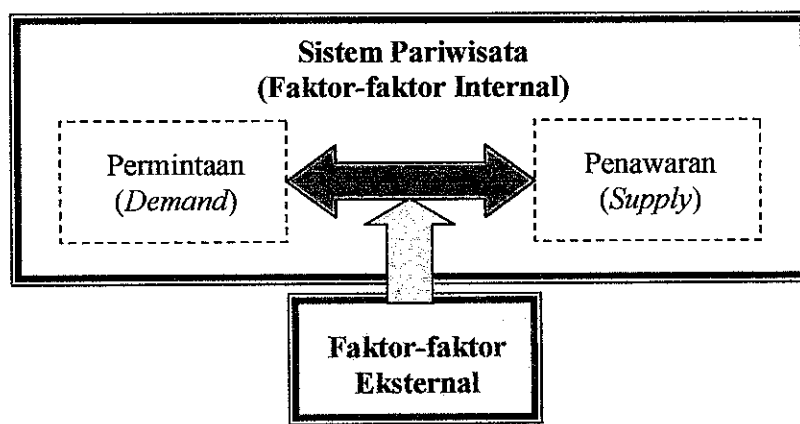 Sistem Pariwisata
(Faktor-faktor Internal)
Permintaan
(Demand)
Penawaran
(Supply)
Faktor-faktor
Eksternal